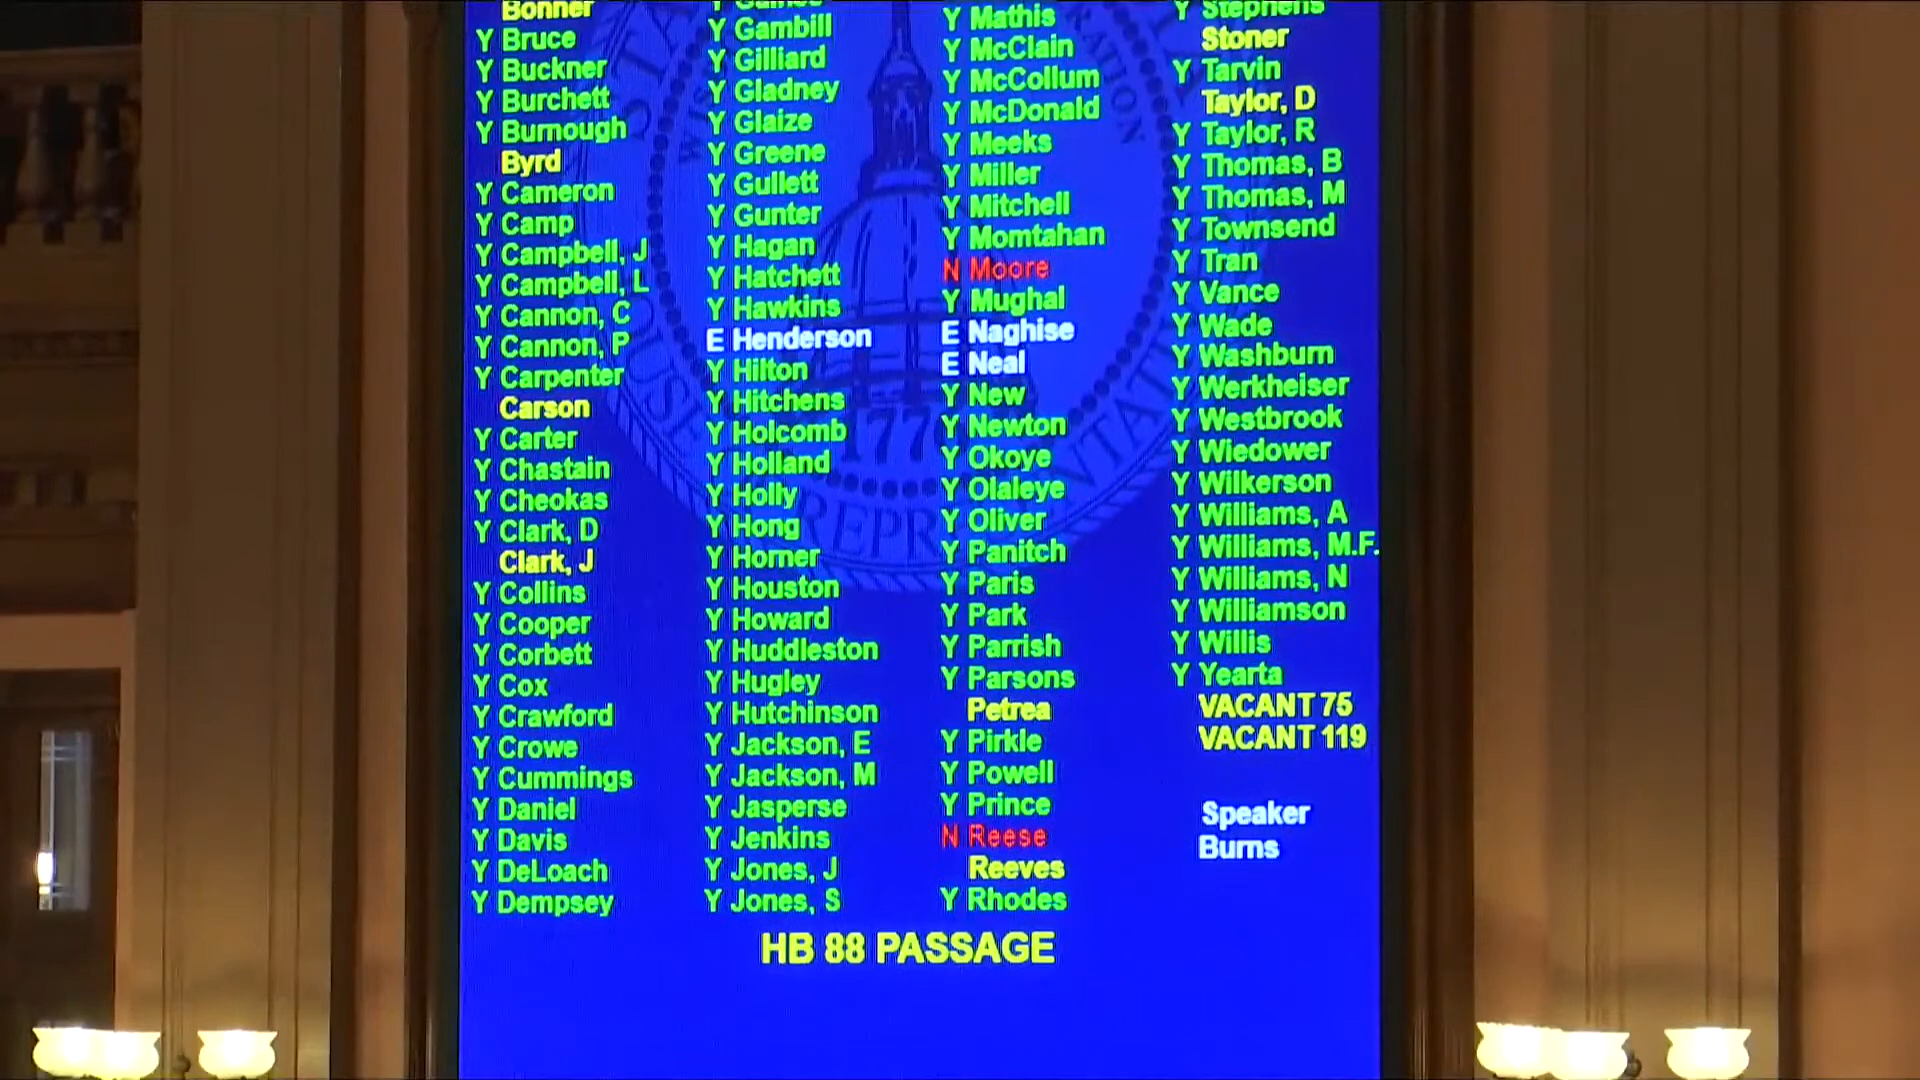 Bonner
Y Bruce
Y Buckner
Y Burchett
Y Burnough
Byrd
Y Cameron
Y Camp
Y Campbell, J
Y Campbell, L
Y Cannon, C
Y Cannon, P
Y Carpenter
Carson
Y Carter
Y Chastain
Y Cheokas
Y Clark, D
Clark, J
Y Collins
Y Cooper
Y Corbett
Y Cox
Y Crawford
Y Crowe
Y Cummings
Y Daniel
Y Davis
Y DeLoach
Y Dempsey
Y Gaines
Y Gambill
Y Gilliard
Y Gladney
Y Glaize
Y Greene
Y Gullett
Y Gunter
Y Hagan
Y Hatchett
Y Hawkins
E Henderson
Y Hilton
Y Hitchens
Y Holcomb
Y Holland
Y Holly
Y Hong
Y Horner
Y Houston
Y Howard
Y Huddleston
Y Hugley
Y Hutchinson
Y Jackson, E
Y Jackson, M
Y Jasperse
Y Jenkins
Y Jones, J
Y Jones, S
Y Mathis
Y McClain
Y McCollum
Y McDonald
Y Meeks
Y Miller
Y Mitchell
Y Momtahan
N Moore
Y Mughal
E Naghise
E Neal
Y New
Y Newton
Y Okoye
Y Olaleye
Y Oliver
Y Panitch
Y Paris
Y Park
Y Parrish
Y Parsons
Petrea
Y Pirkle
Y Powell
Y Prince
N Reese
Reeves
Y Rhodes
Y Stephens
Stoner
Y Tarvin
Taylor, D
Y Taylor, R
Y Thomas, B
Y Thomas, M
Y Townsend
Y Tran
Y Vance
Y Wade
Y Washburn
Y Werkheiser
Y Westbrook
Y Wiedower
Y Wilkerson
Y Williams, A
Y Williams, M.F.
Y Williams, N
Y Williamson
Y Willis
Y Yearta
VACANT 75
VACANT 119
Speaker
Burns
HB 88 PASSAGE